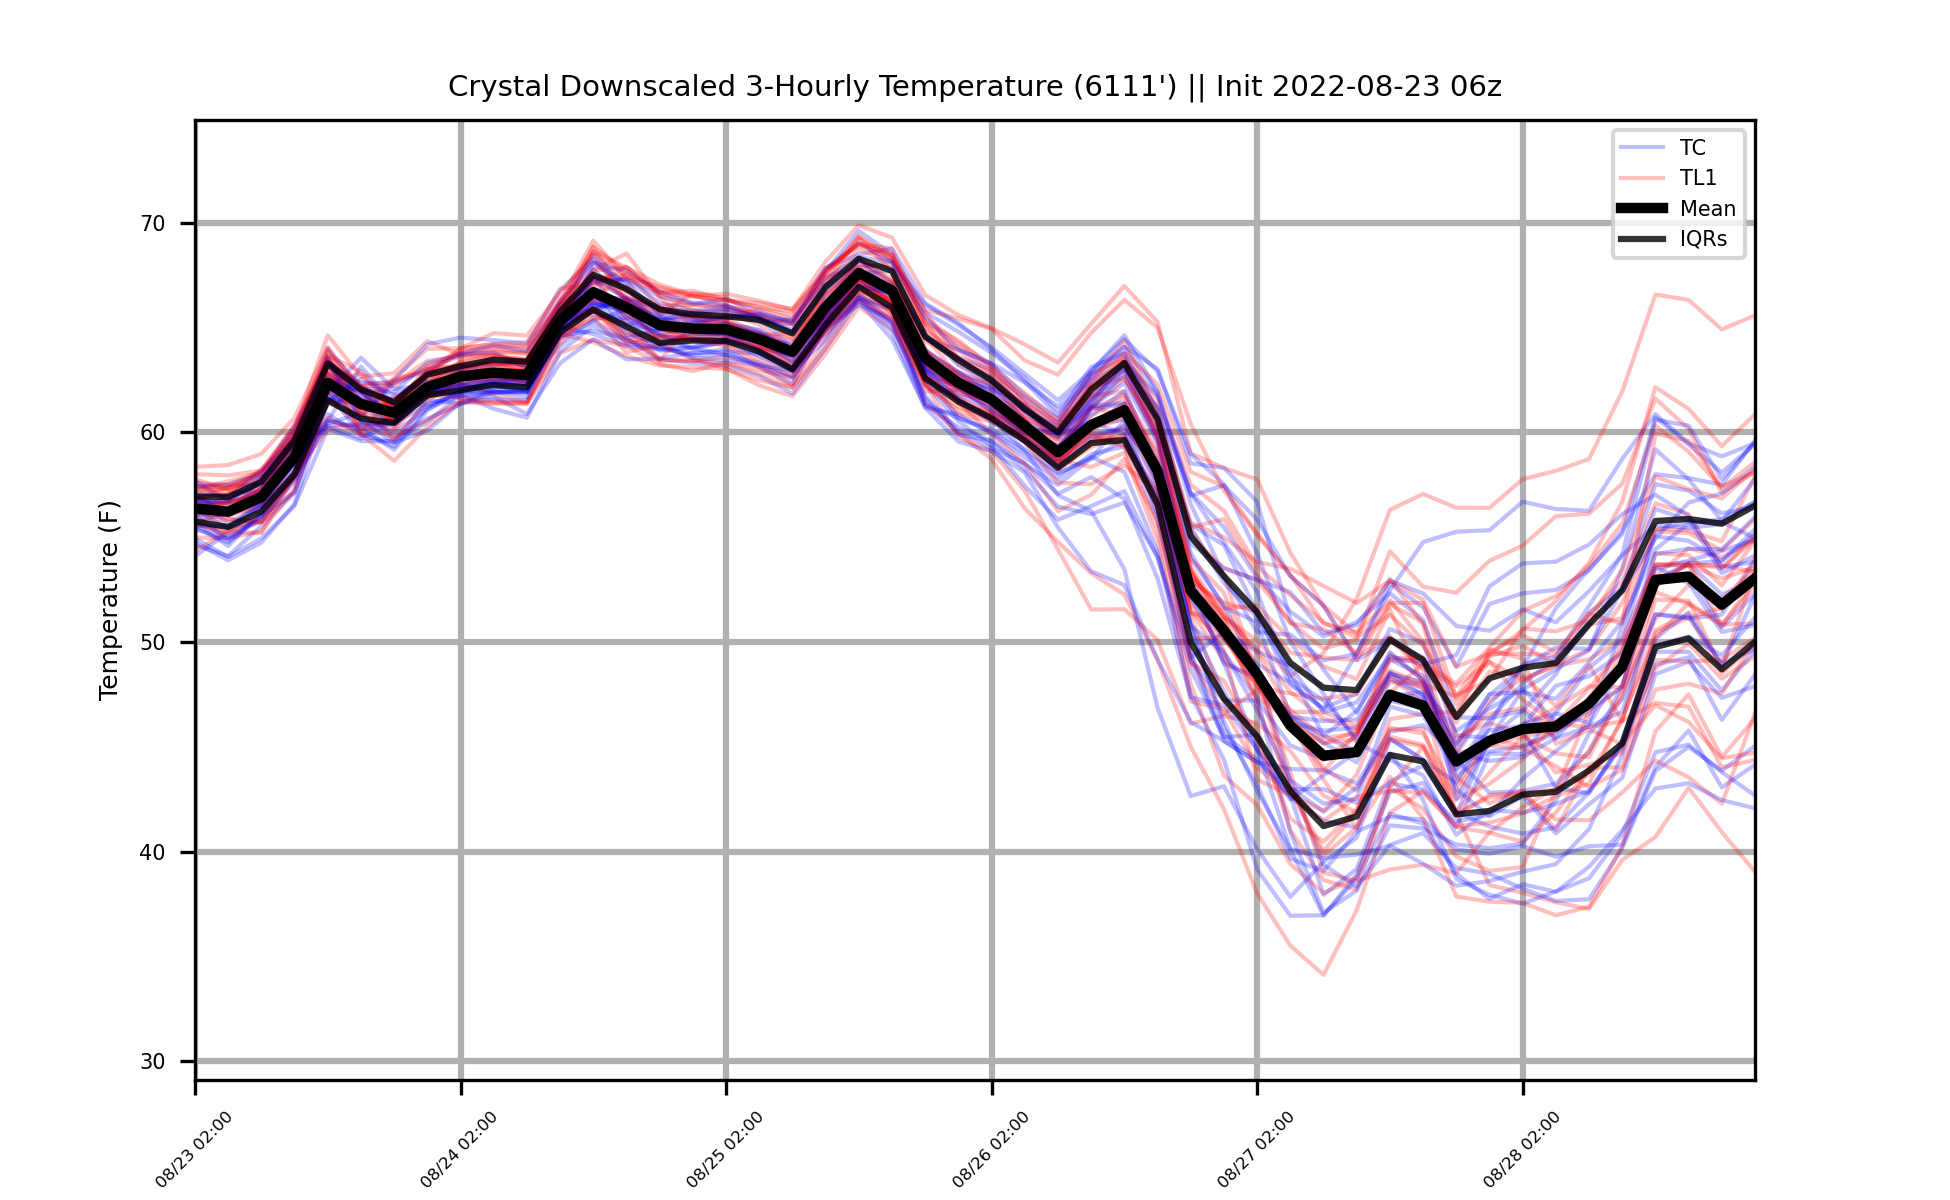 Crystal Downscaled 3-Hourly Temperature (6111') || Init 2022-08-23 06z
TC
TL1
Mean
IQRs
Temperature (F)
70
60
50
40
30
08/23 02:00
08/24 02:00
08/25 02:00
08/26 02:00
08/27 02:00
08/28 02:00